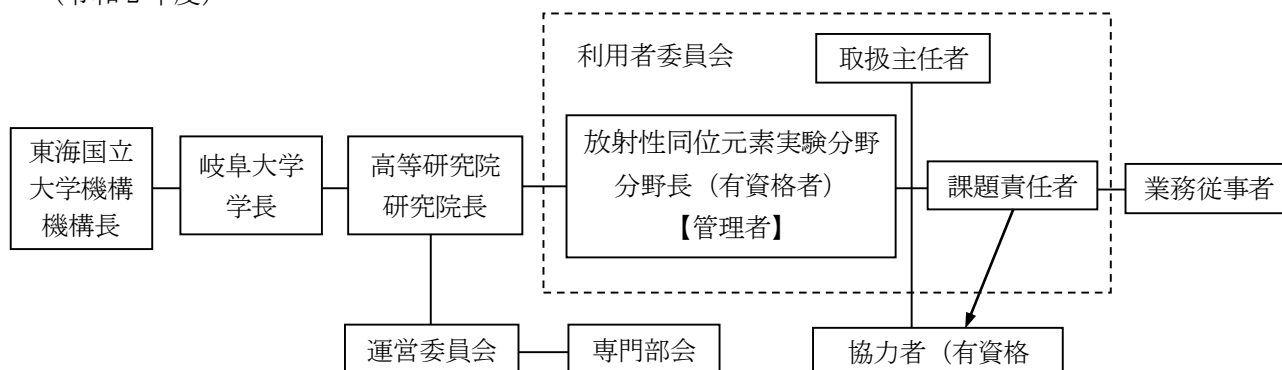 （令和２年度）
利用者委員会
取扱主任者
東海国立
大学機構
機構長
岐阜大学
学長
高等研究院
研究院長
放射性同位元素実験分野
分野長（有資格者）
【管理者】
課題責任者
業務従事者
運営委員会
専門部会
協力者（有資格